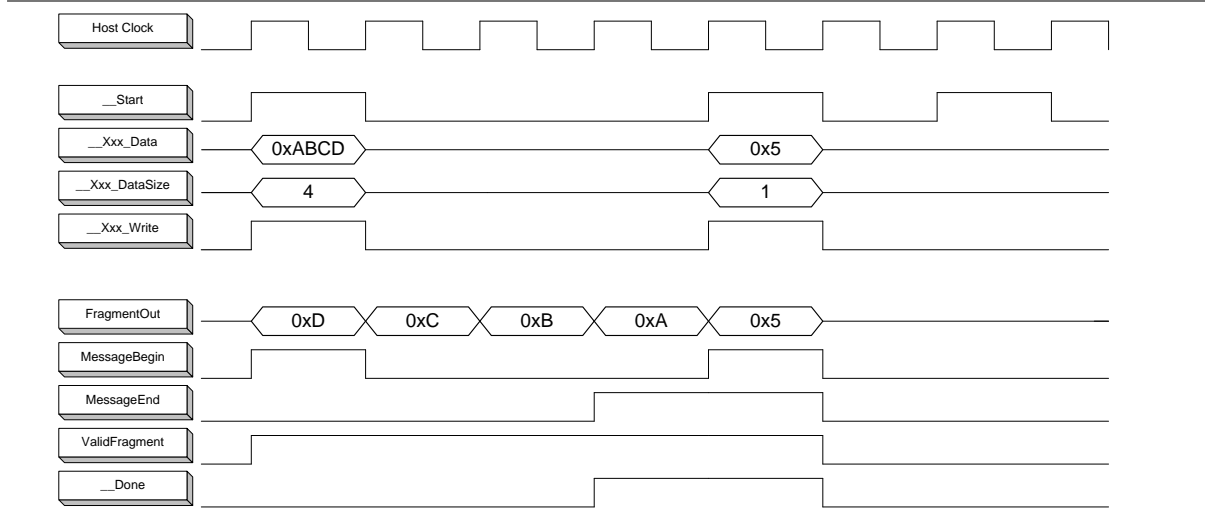 Host Clock
__Start
__Xxx_Data
0xABCD
0x5
__Xxx_DataSize
4
1
__Xxx_Write
FragmentOut
0xD
0xC
0xB
0xA
0x5
MessageBegin
MessageEnd
ValidFragment
__Done